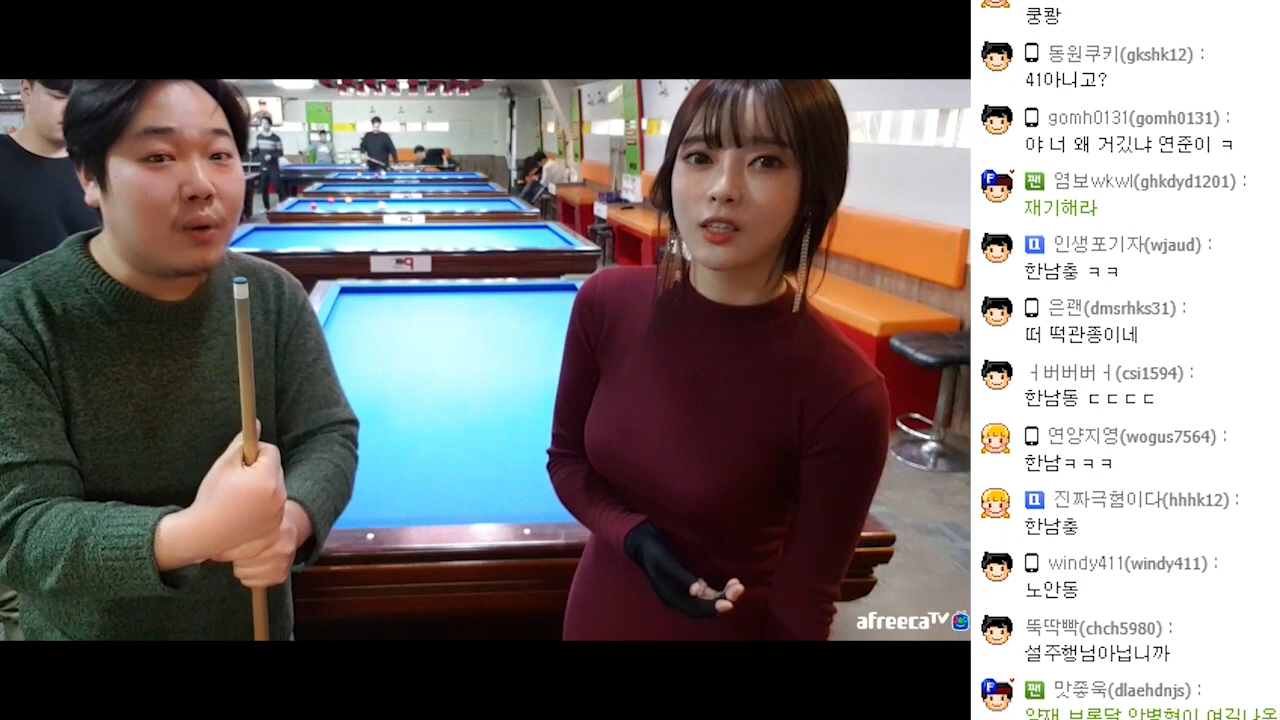 쿵쾅
동원쿠키(gkshk12) :
41아니고?
gomh0131(gomh0131) :
야 너 왜 거깄냐 연준이 ㅋ
팬 염보wkwl(ghkdyd1201) :
재기해라
인생포기자(wjaud) :
한남충 ㅋㅋ
은괜(dmsrhks31) :
떠 떡관종이네
ㅓ버버버ㅓ(csi1594) :
한남동 ㄷㄷㄷㄷ
연양지영(wogus7564) :
한남ㅋㅋㅋ
진짜극혐이다(hhhk12) :
한남충
windy411(windy411) :
노안동
뚝딱빡(chch5980) :
설주행님아닙니까
팬 맛쫗욱(dlaehdnjs) :
afreecaTV